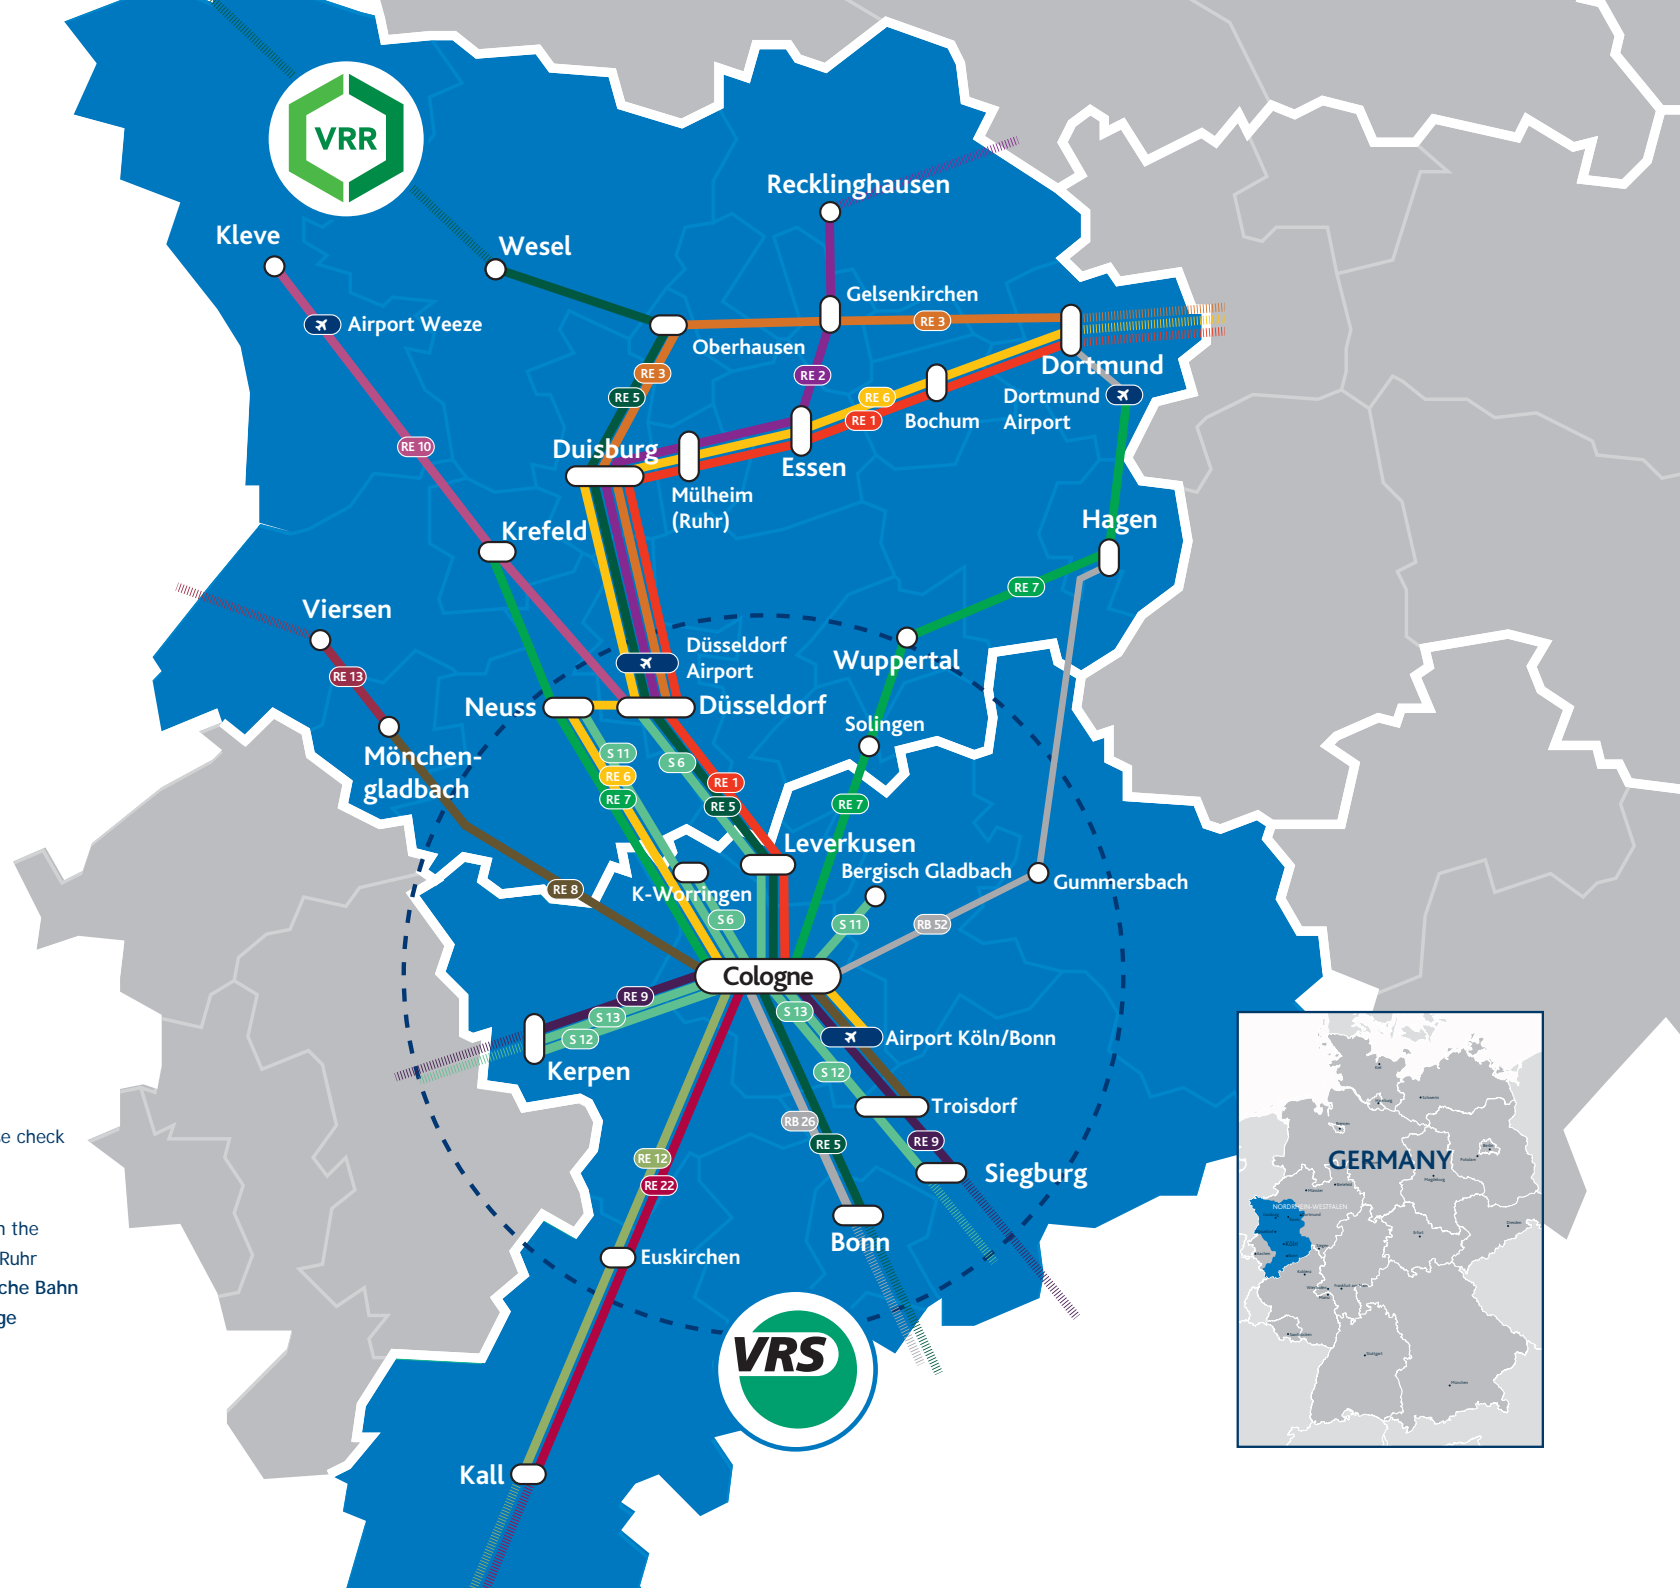 VRR
Recklinghausen
Kleve
Wesel
Airport Weeze
Gelsenkirchen
RE 3
Oberhausen
RE 3
RE 2
RE 5
Dortmund
Dortmund
Airport
RE 6
RE 1
Bochum
RE 10
Duisburg
Essen
Mülheim
(Ruhr)
Krefeld
Hagen
RE 7
Viersen
RE 13
Düsseldorf
Airport
Wuppertal
Neuss
Düsseldorf
Solingen
Mönchen-
gladbach
S 11
RE 6
RE 7
S 6
RE 1
RE 5
RE 7
Leverkusen
Bergisch Gladbach
Gummersbach
K-Worringen
RE 8
S 6
S 11
RB 52
Cologne
RE 9
S 13
S 12
Kerpen
S 13
Airport Köln/Bonn
S 12
Troisdorf
RB 26
RE 5
RE 9
Siegburg
RE 12
RE 22
Bonn
Euskirchen
VRS
Kall
e check
n the
Ruhr
che Bahn
ge
GERMANY
NORDRHEIN-WESTFALEN